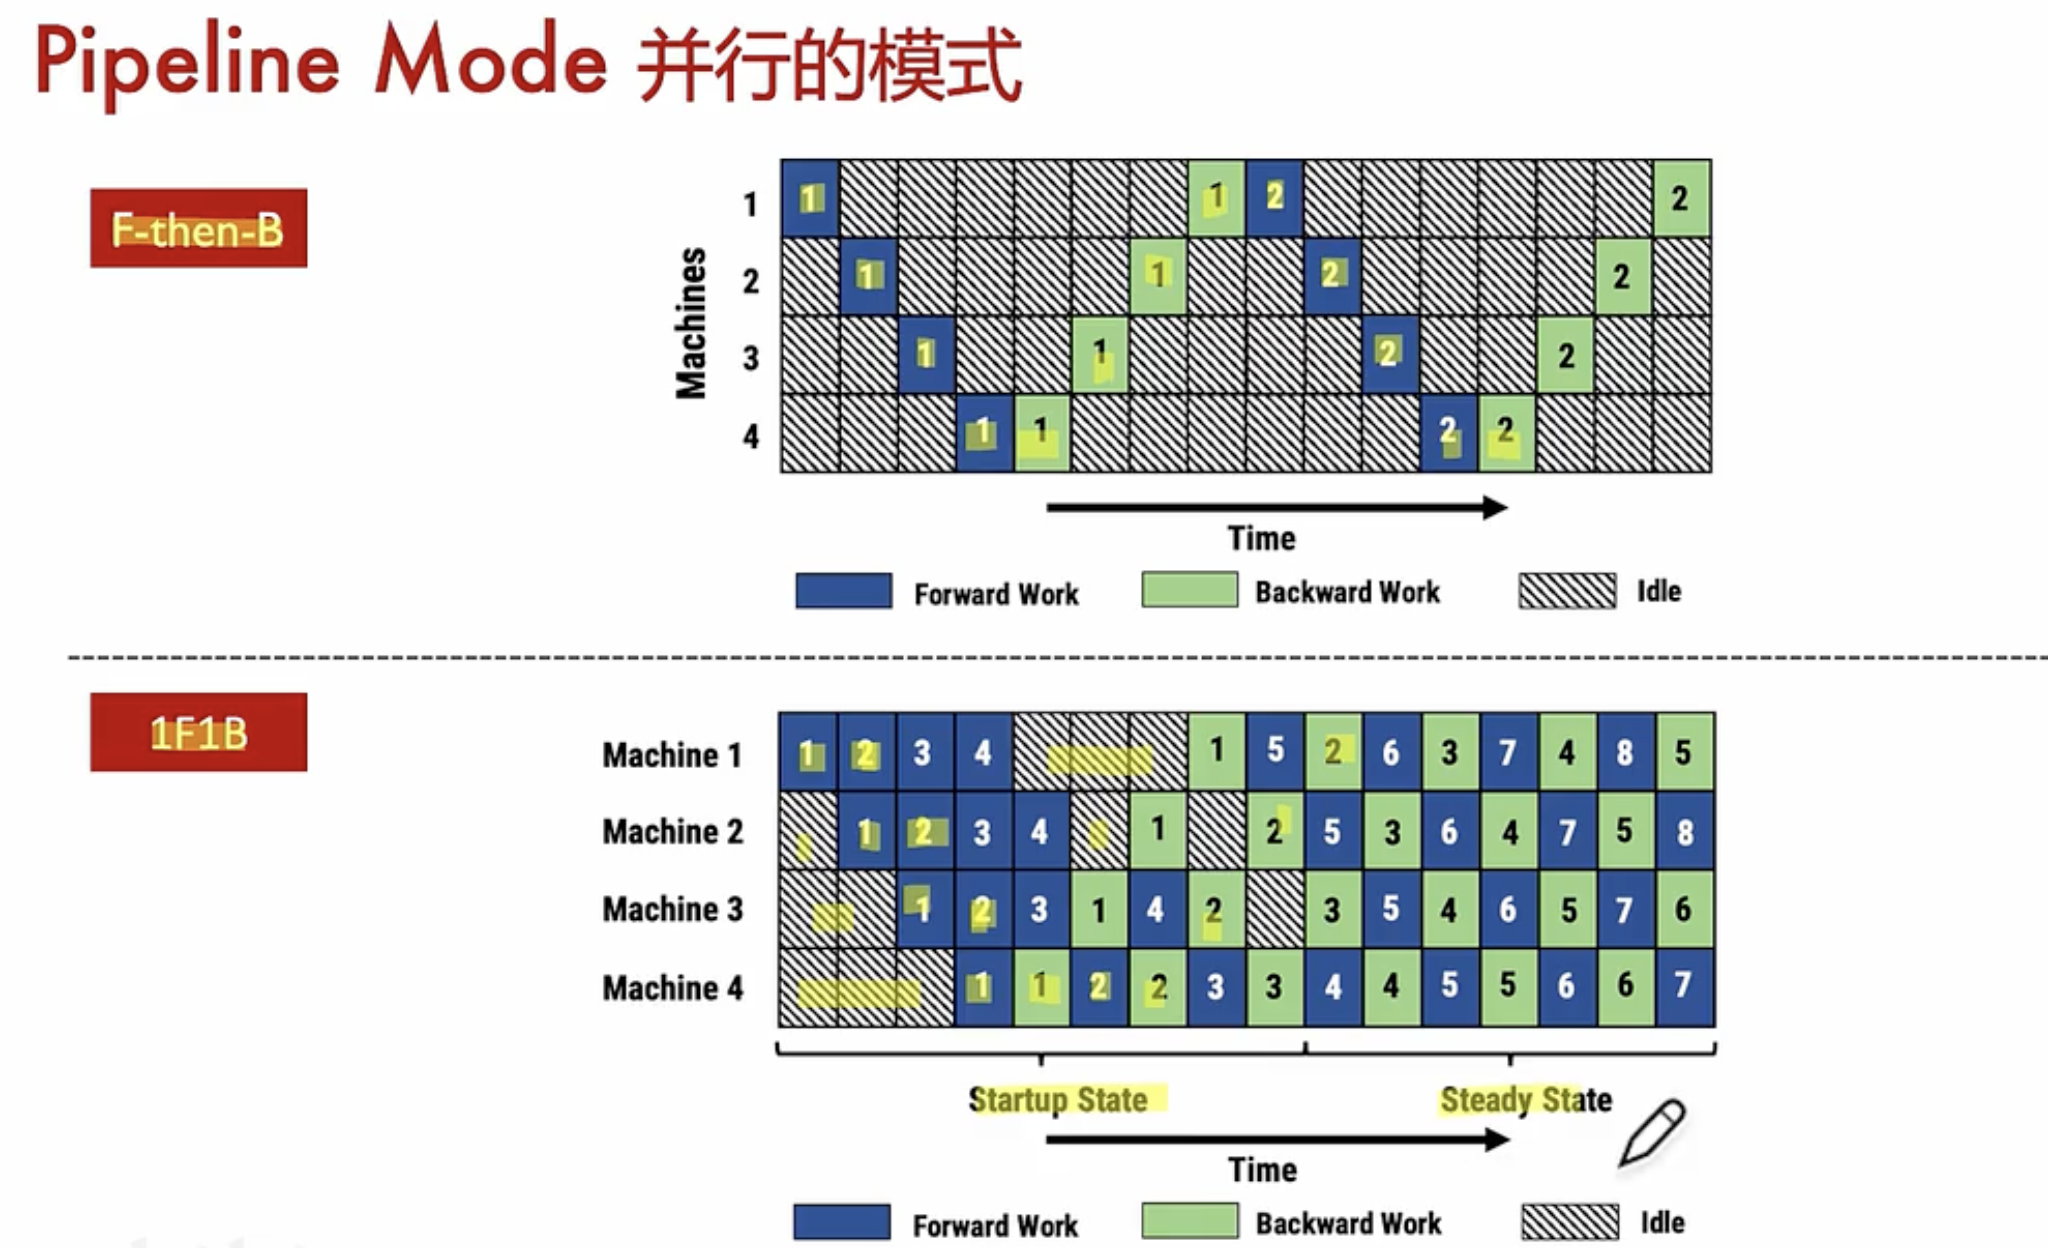 Pipeline Mode 并行的模式
F-then-B
Machines
1 1 1 2 2
2 1 1 2 2
3 1 1 2 2
4 1 1 2 2
Time
Forward Work Backward Work Idle
1F1B
Machine 1 1 2 3 4 1 5 2 6 3 7 4 8 5
Machine 2 1 2 3 4 1 2 5 3 6 4 7 5 8
Machine 3 1 2 3 1 4 2 3 5 4 6 5 7 6
Machine 4 1 1 2 2 3 3 4 4 5 5 6 6 7
Startup State Steady State
Time
Forward Work Backward Work Idle